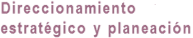 Direccionamiento
estratégico y planeación